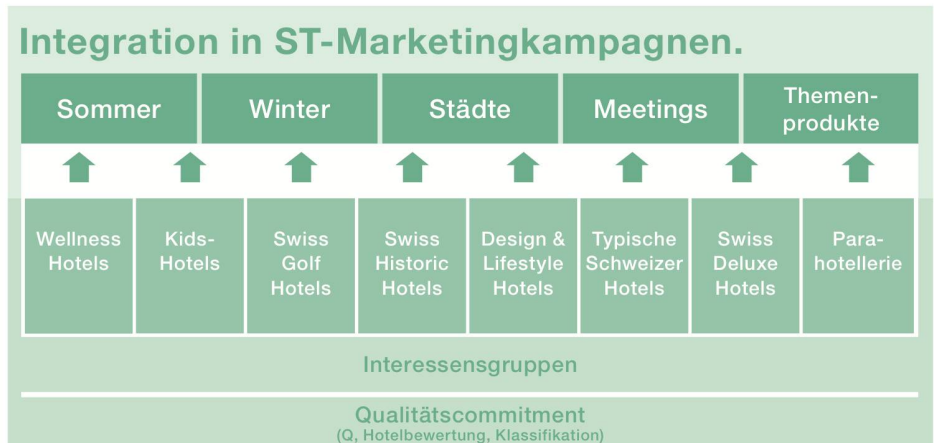 Integration in ST-Marketingkampagnen.
Sommer
Winter
Städte
Meetings
Themen-
produkte
Wellness
Hotels
Kids-
Hotels
Swiss
Golf
Hotels
Swiss
Historic
Hotels
Design &
Lifestyle
Hotels
Typische
Schweizer
Hotels
Swiss
Deluxe
Hotels
Para-
hotellerie
Interessensgruppen
Qualitätscommitment
(Q, Hotelbewertung, Klassifikation)